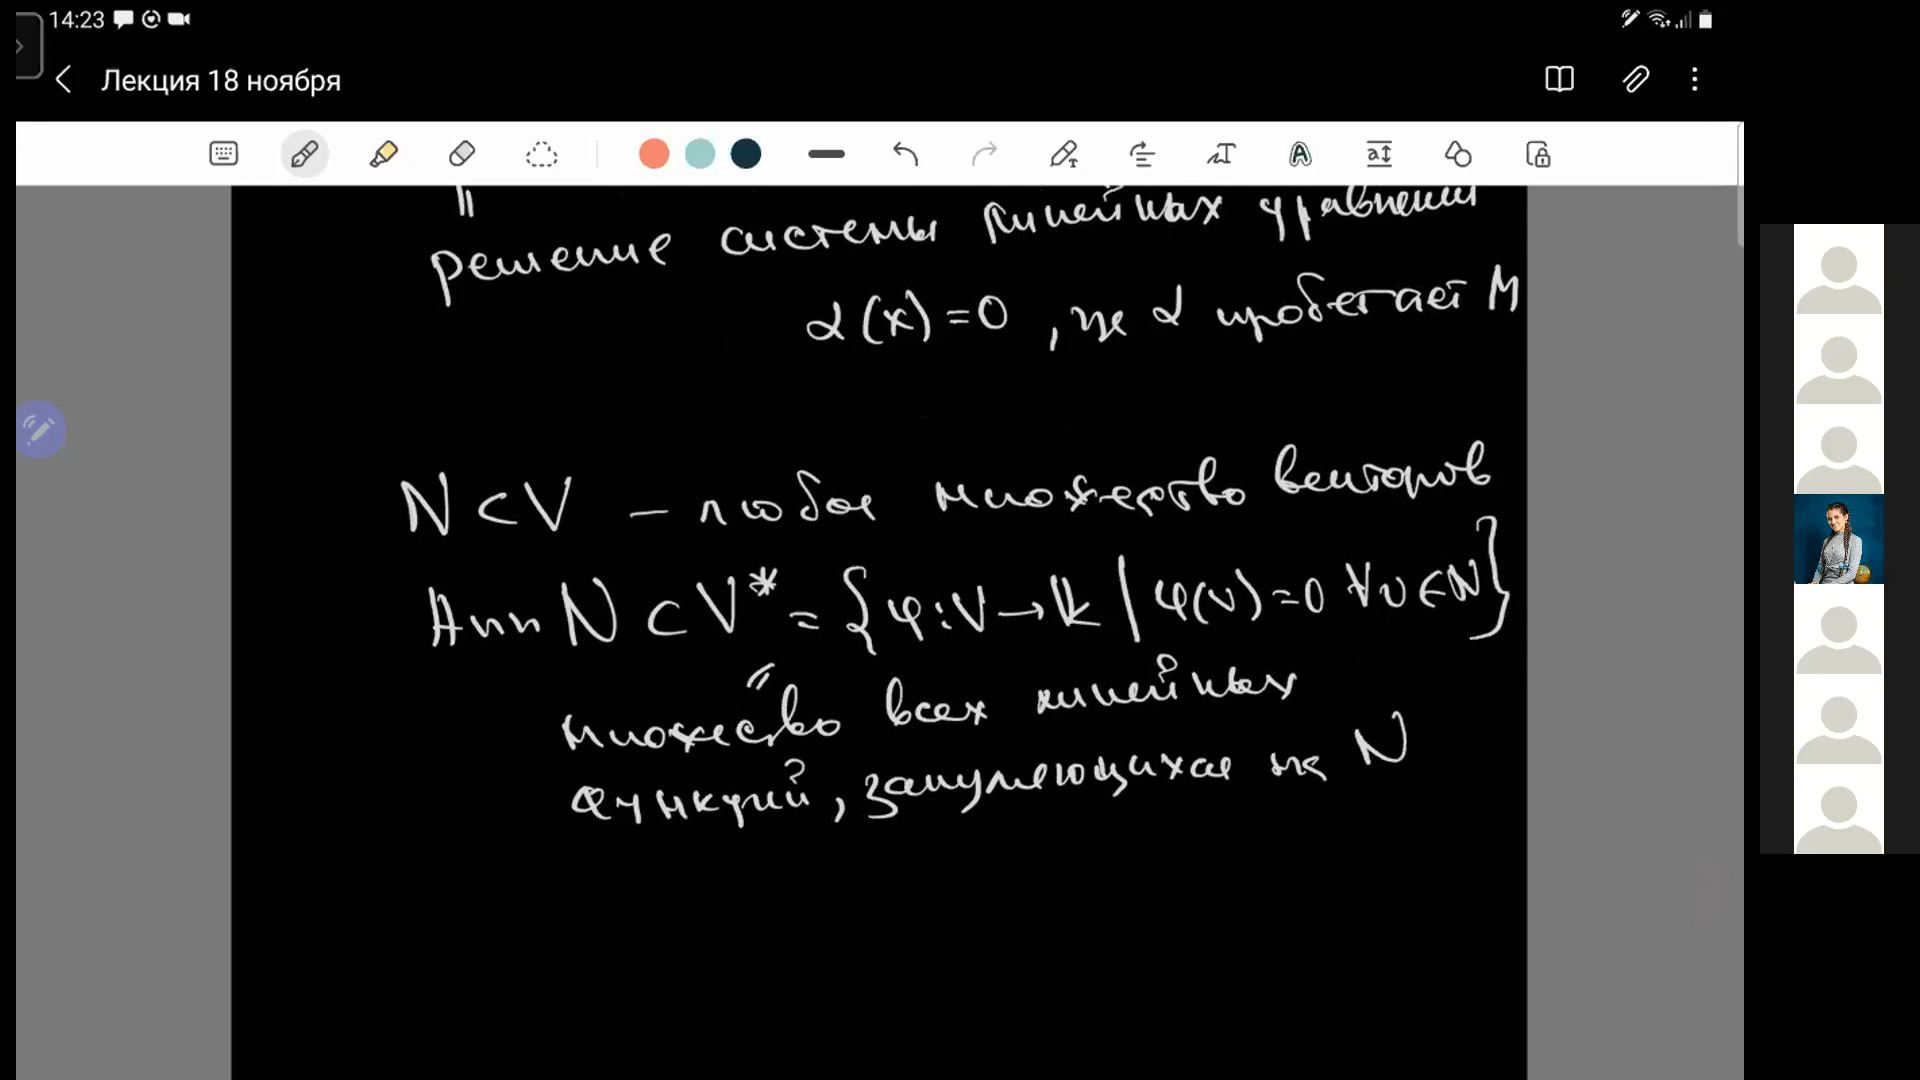 14:23
Лекция 18 ноября
решение системы линейных уравнений
α(x)=0, где α пробегает M
N ⊂ V – любое множество векторов
Ann N ⊂ V* = {φ: V → 𝕜 | φ(v)=0 ∀v∈N}
множество всех линейных
функций, зануляющихся на N